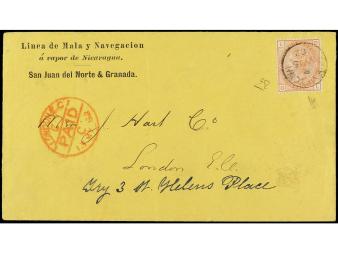 Linea de Mala y Navegacion
á vapor de Nicaragua,
San Juan del Norte & Granada.
PAID
J. Hart Co
London E.C.
Try 3 St. Helens Place